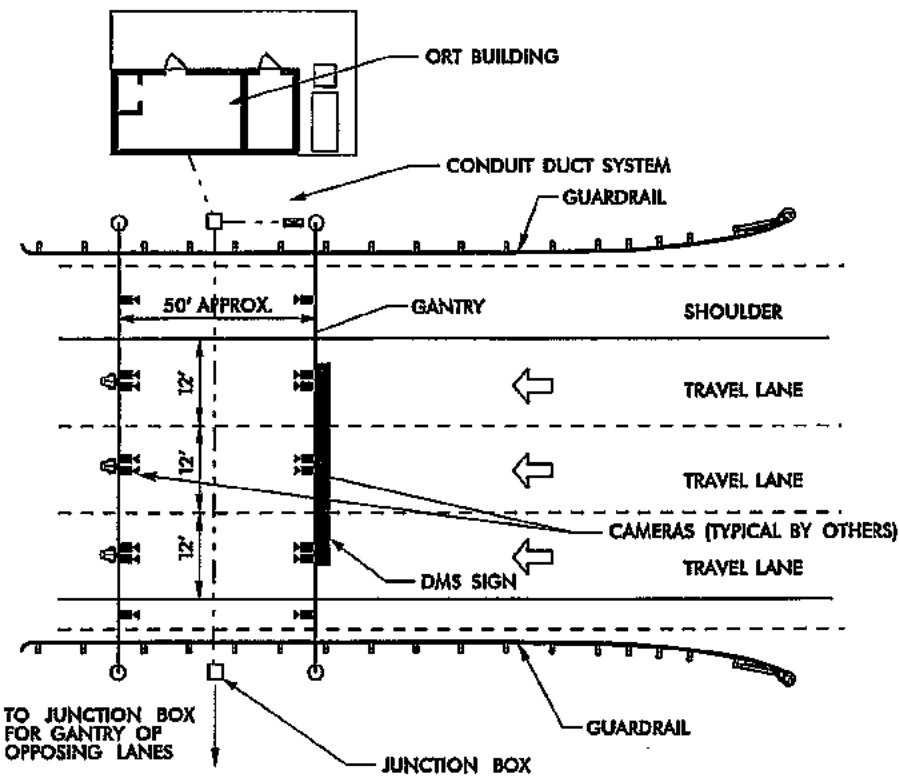 ORT BUILDING
CONDUIT DUCT SYSTEM
GUARDRAIL
50' APPROX.
GANTRY
SHOULDER
12'
TRAVEL LANE
12'
TRAVEL LANE
CAMERAS (TYPICAL BY OTHERS)
12'
TRAVEL LANE
DMS SIGN
TO JUNCTION BOX
FOR GANTRY OF
OPPOSING LANES
GUARDRAIL
JUNCTION BOX